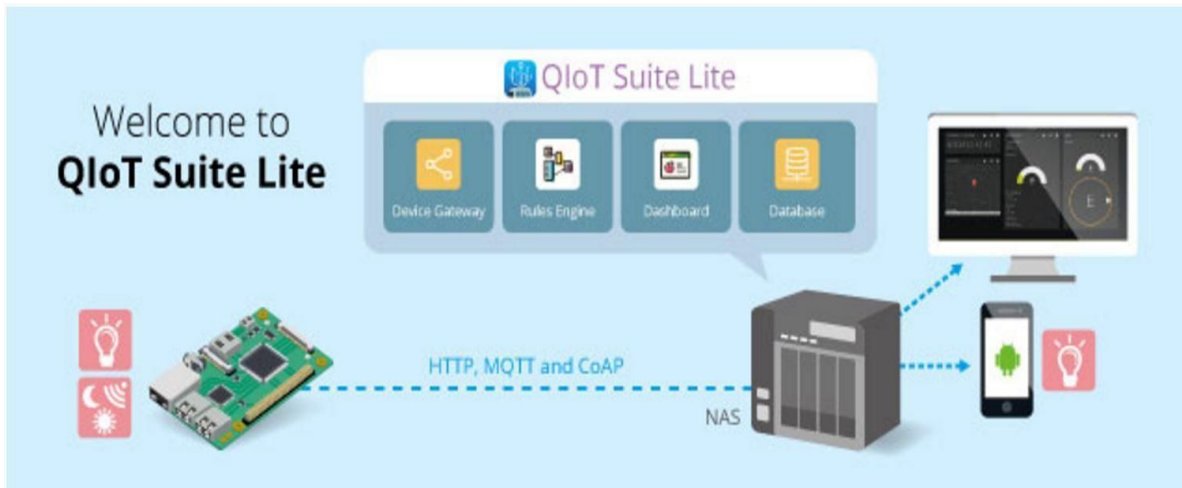 Welcome to
QIoT Suite Lite
QIoT Suite Lite
Device Gateway
Rules Engine
Dashboard
Database
HTTP, MQTT and CoAP
NAS
E